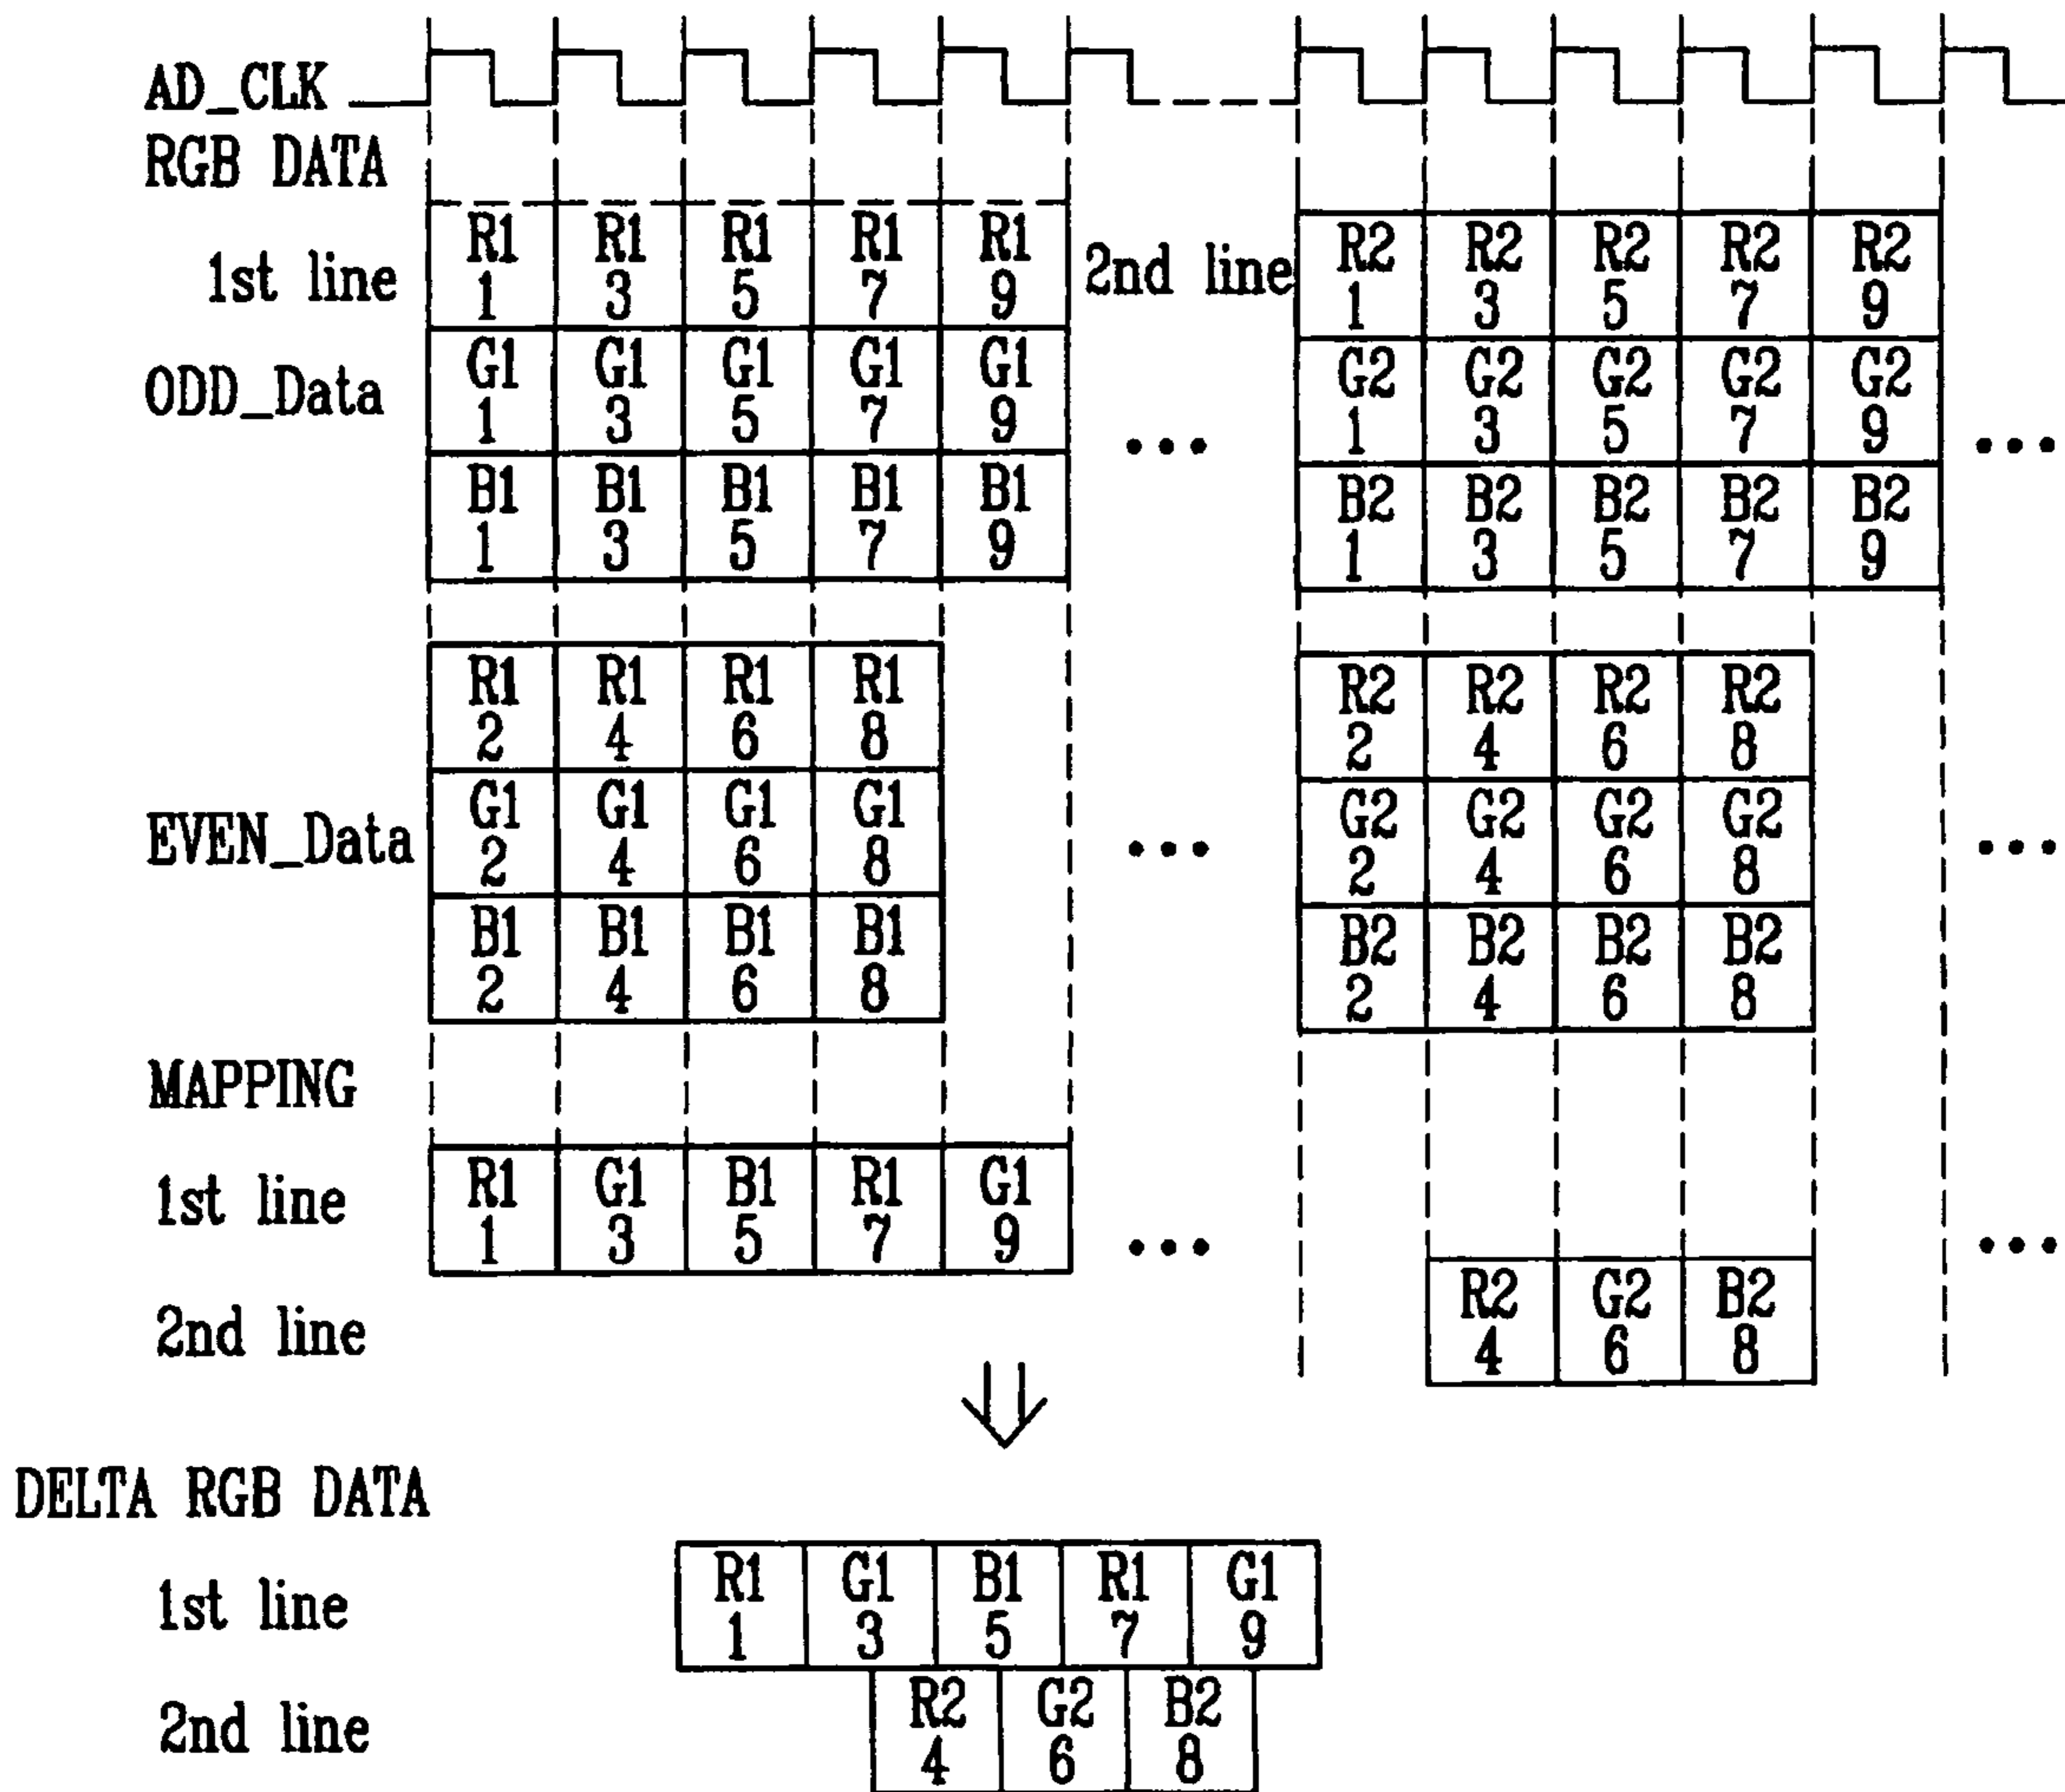 AD_CLK
RGB DATA
1st line
R1 R1 R1 R1 R1
1 3 5 7 9
2nd line
R2 R2 R2 R2 R2
1 3 5 7 9
ODD_Data
G1 G1 G1 G1 G1
1 3 5 7 9
...
G2 G2 G2 G2 G2
1 3 5 7 9
...
B1 B1 B1 B1 B1
1 3 5 7 9
B2 B2 B2 B2 B2
1 3 5 7 9
R1 R1 R1 R1
2 4 6 8
R2 R2 R2 R2
2 4 6 8
EVEN_Data
G1 G1 G1 G1
2 4 6 8
...
G2 G2 G2 G2
2 4 6 8
...
B1 B1 B1 B1
2 4 6 8
B2 B2 B2 B2
2 4 6 8
MAPPING
1st line
R1 G1 B1 R1 G1
1 3 5 7 9
...
...
2nd line
R2 G2 B2
4 6 8
DELTA RGB DATA
1st line
R1 G1 B1 R1 G1
1 3 5 7 9
2nd line
R2 G2 B2
4 6 8